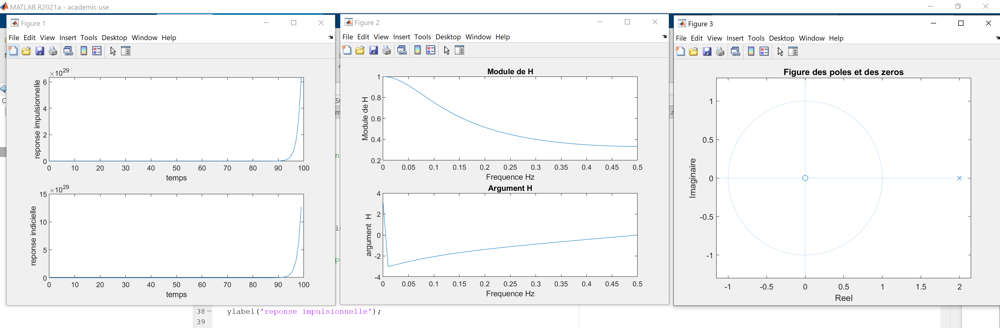 MATLAB R2021a - academic use
Figure 1
File Edit View Insert Tools Desktop Window Help
×10^29
6
4
2
0
reponse impulsionnelle
0 10 20 30 40 50 60 70 80 90 100
temps
×10^29
15
10
5
0
reponse indicielle
0 10 20 30 40 50 60 70 80 90 100
temps
Figure 2
File Edit View Insert Tools Desktop Window Help
Module de H
1
0.8
0.6
0.4
0.2
Module de H
0 0.05 0.1 0.15 0.2 0.25 0.3 0.35 0.4 0.45 0.5
Frequence Hz
Argument H
4
2
0
-2
-4
argument H
0 0.05 0.1 0.15 0.2 0.25 0.3 0.35 0.4 0.45 0.5
Frequence Hz
Figure 3
File Edit View Insert Tools Desktop Window Help
Figure des poles et des zeros
1
0.5
0
-0.5
-1
Imaginaire
-1 -0.5 0 0.5 1 1.5 2
Reel
38 ylabel('reponse impulsionnelle');
39